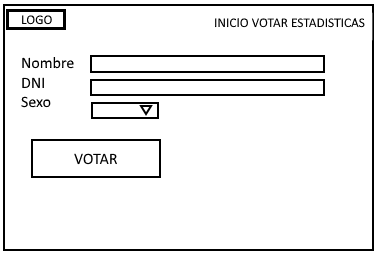 LOGO
INICIO VOTAR ESTADISTICAS
Nombre
DNI
Sexo
VOTAR